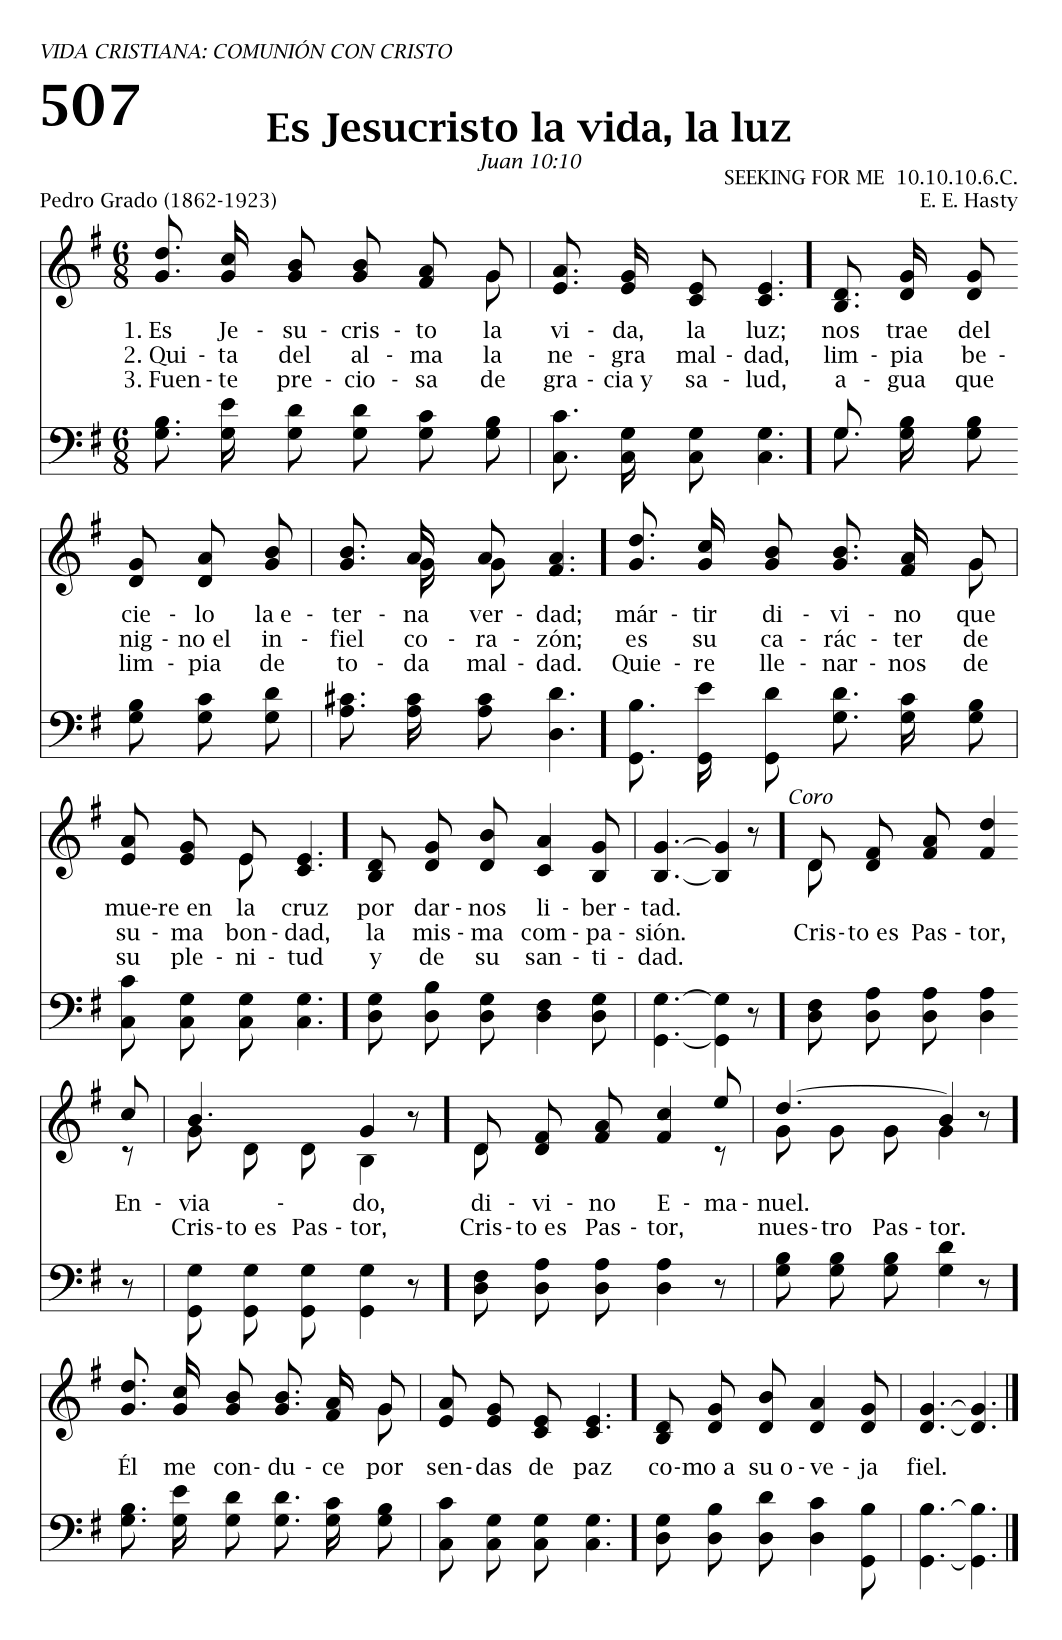 VIDA CRISTIANA: COMUNIÓN CON CRISTO
507
Es Jesucristo la vida, la luz
Juan 10:10
SEEKING FOR ME 10.10.10.6.C.
Pedro Grado (1862-1923)
E. E. Hasty
1. Es Je - su - cris - to la vi - da, la luz; nos trae del
2. Qui - ta del al - ma la ne - gra mal - dad, lim - pia be -
3. Fuen - te pre - cio - sa de gra - cia y sa - lud, a - gua que
cie - lo la e - ter - na ver - dad; már - tir di - vi - no que
nig - no el in - fiel co - ra - zón; es su ca - rác - ter de
lim - pia de to - da mal - dad. Quie - re lle - nar - nos de
Coro
mue-re en la cruz por dar - nos li - ber - tad.
su - ma bon - dad, la mis - ma com - pa - sión. Cris - to es Pas - tor,
su ple - ni - tud y de su san - ti - dad.
En - via - do, di - vi - no E - ma - nuel.
Cris - to es Pas - tor, Cris - to es Pas - tor, nues - tro Pas - tor.
Él me con - du - ce por sen - das de paz co - mo a su o - ve - ja fiel.